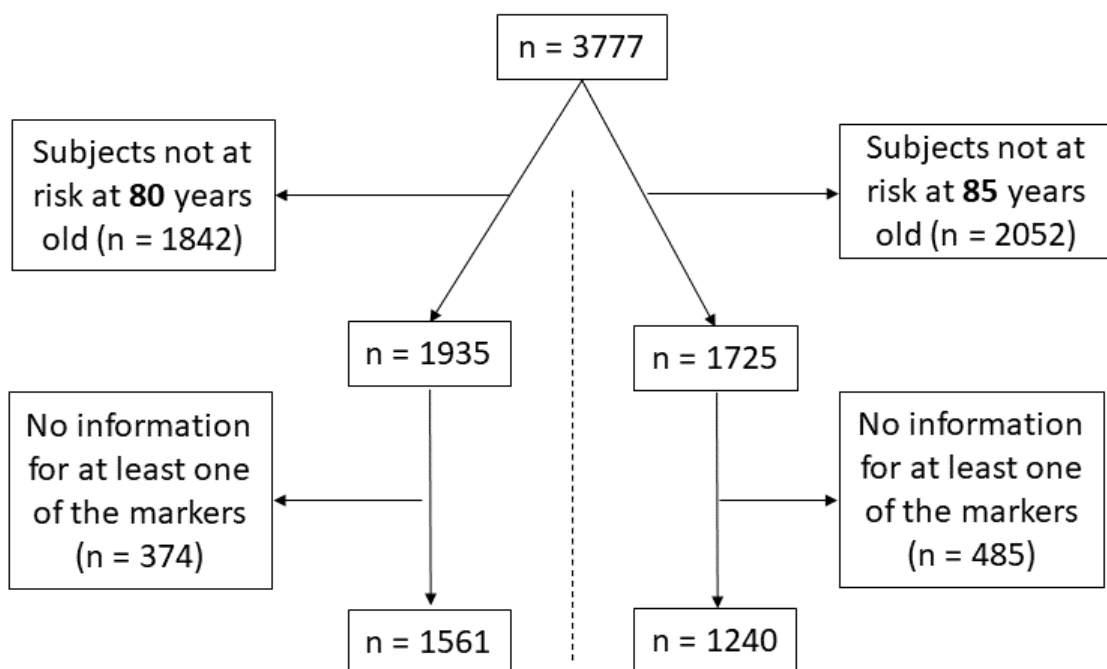 n = 3777
Subjects not at
risk at 80 years
old (n = 1842)
Subjects not at
risk at 85 years
old (n = 2052)
n = 1935
n = 1725
No information
for at least one
of the markers
(n = 374)
No information
for at least one
of the markers
(n = 485)
n = 1561
n = 1240